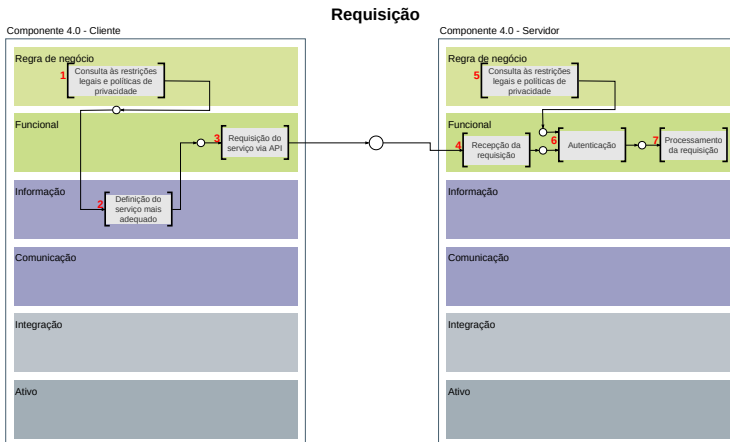 Requisição
Componente 4.0 - Cliente
Regra de negócio
1
Consulta às restrições
legais e políticas de
privacidade
Funcional
3
Requisição do
serviço via API
Informação
2
Definição do
serviço mais
adequado
Comunicação
Integração
Ativo
Componente 4.0 - Servidor
Regra de negócio
5
Consulta às restrições
legais e políticas de
privacidade
Funcional
4
Recepção da
requisição
6
Autenticação
7
Processamento
da requisição
Informação
Comunicação
Integração
Ativo